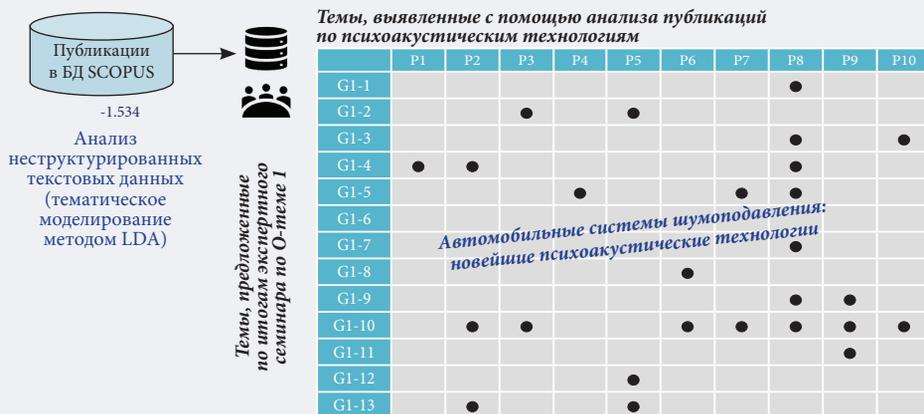 Публикации
в БД SCOPUS
-1.534
Анализ
неструктурированных
текстовых данных
(тематическое
моделирование
методом LDA)
Темы, предложенные
по итогам экспертного
семинара по О-теме 1
Темы, выявленные с помощью анализа публикаций
по психоакустическим технологиям
P1 P2 P3 P4 P5 P6 P7 P8 P9 P10
G1-1
G1-2
G1-3
G1-4
G1-5
G1-6
G1-7
G1-8
G1-9
G1-10
G1-11
G1-12
G1-13
Автомобильные системы шумоподавления:
новейшие психоакустические технологии